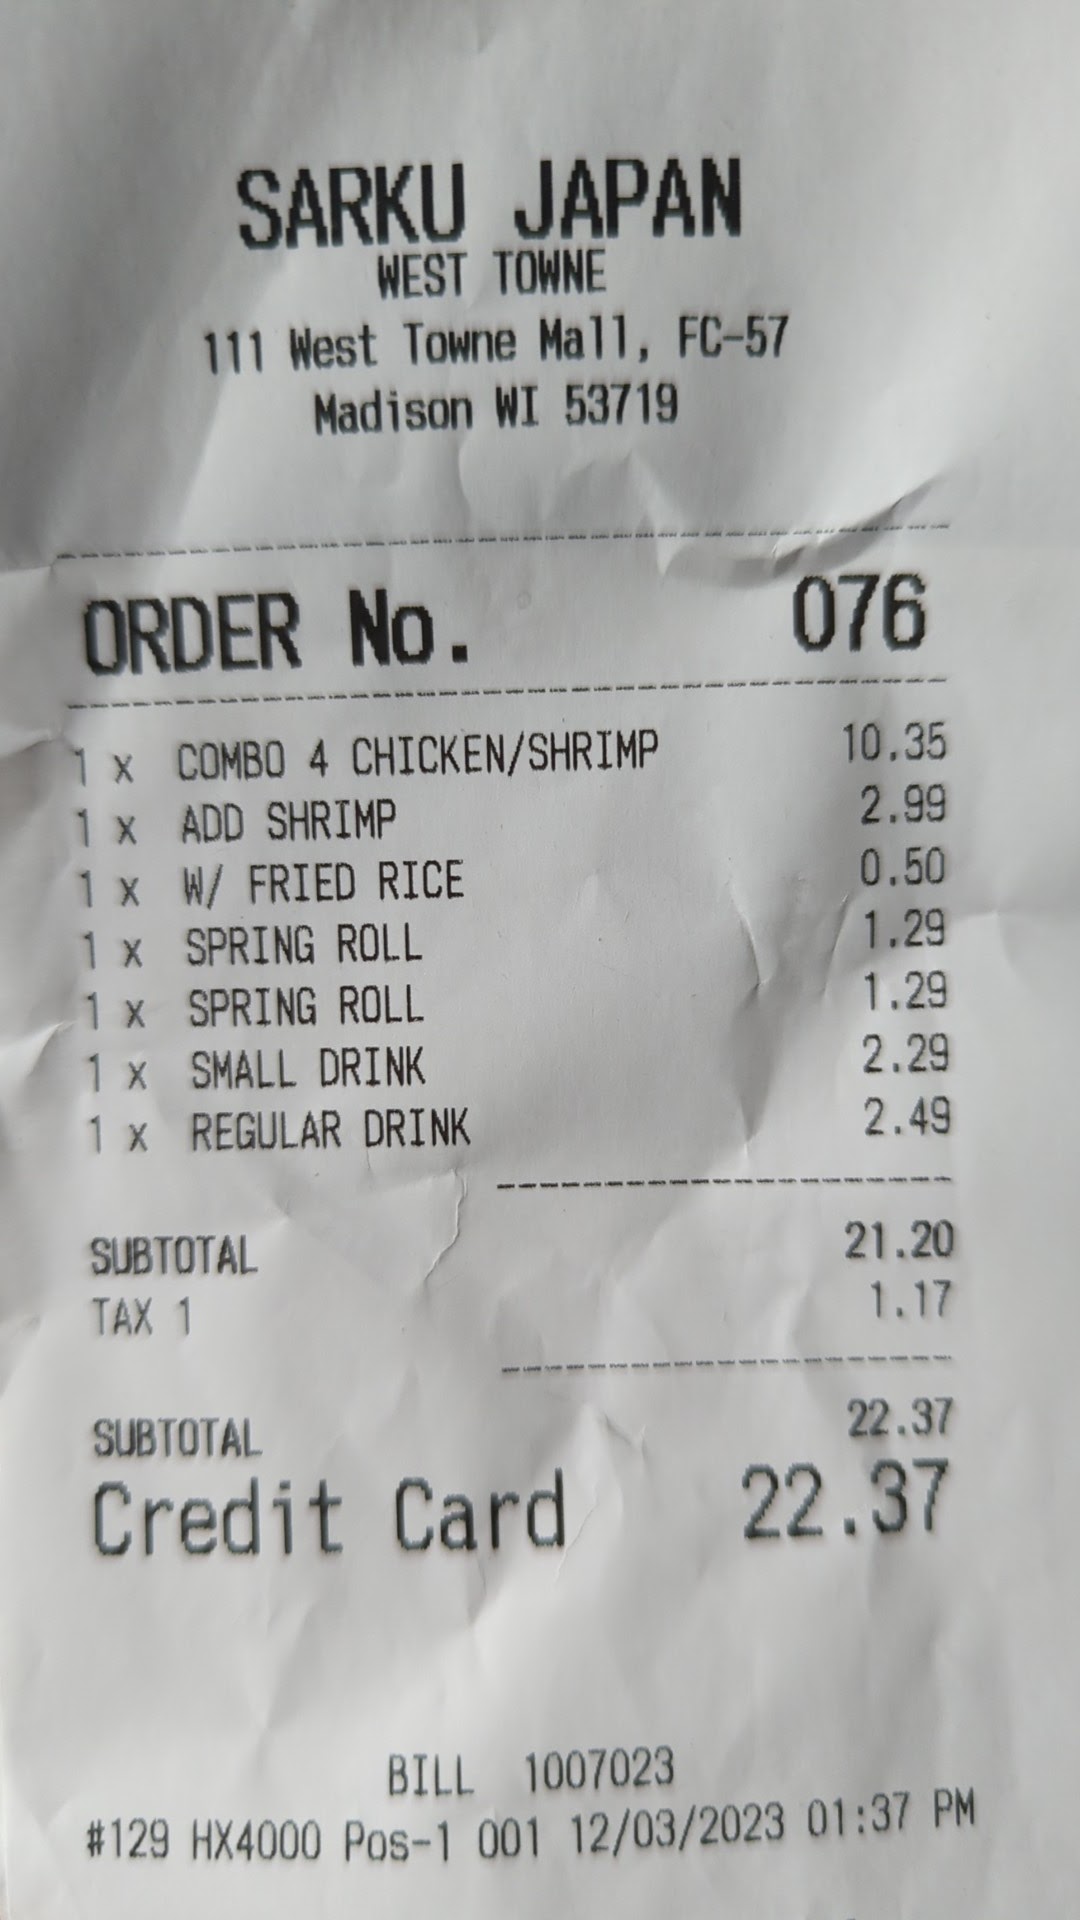 SARKU JAPAN
WEST TOWNE
111 West Towne Mall, FC-57
Madison WI 53719
ORDER No. 076
1 x COMBO 4 CHICKEN/SHRIMP 10.35
1 x ADD SHRIMP 2.99
1 x W/ FRIED RICE 0.50
1 x SPRING ROLL 1.29
1 x SPRING ROLL 1.29
1 x SMALL DRINK 2.29
1 x REGULAR DRINK 2.49
SUBTOTAL 21.20
TAX 1 1.17
SUBTOTAL 22.37
Credit Card 22.37
BILL 1007023
#129 HX4000 Pos-1 001 12/03/2023 01:37 PM